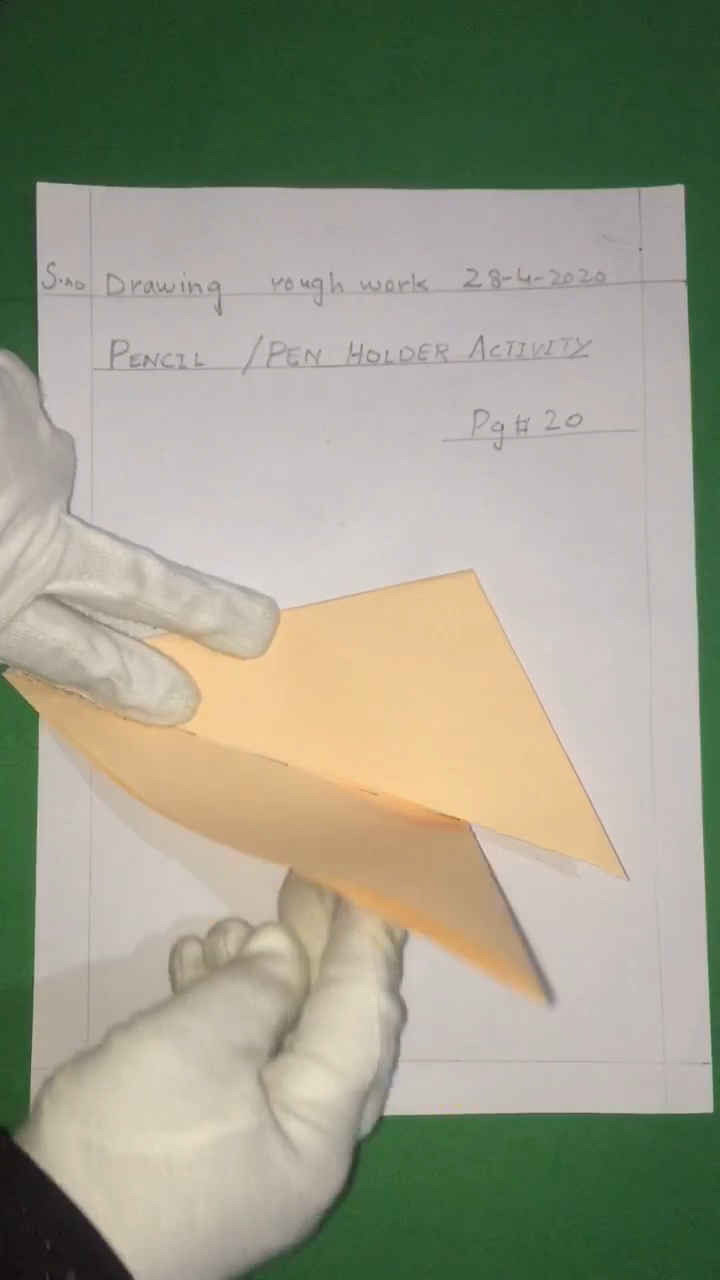 S.no Drawing rough work 28-4-2020
PENCIL / PEN HOLDER ACTIVITY
Pg # 20